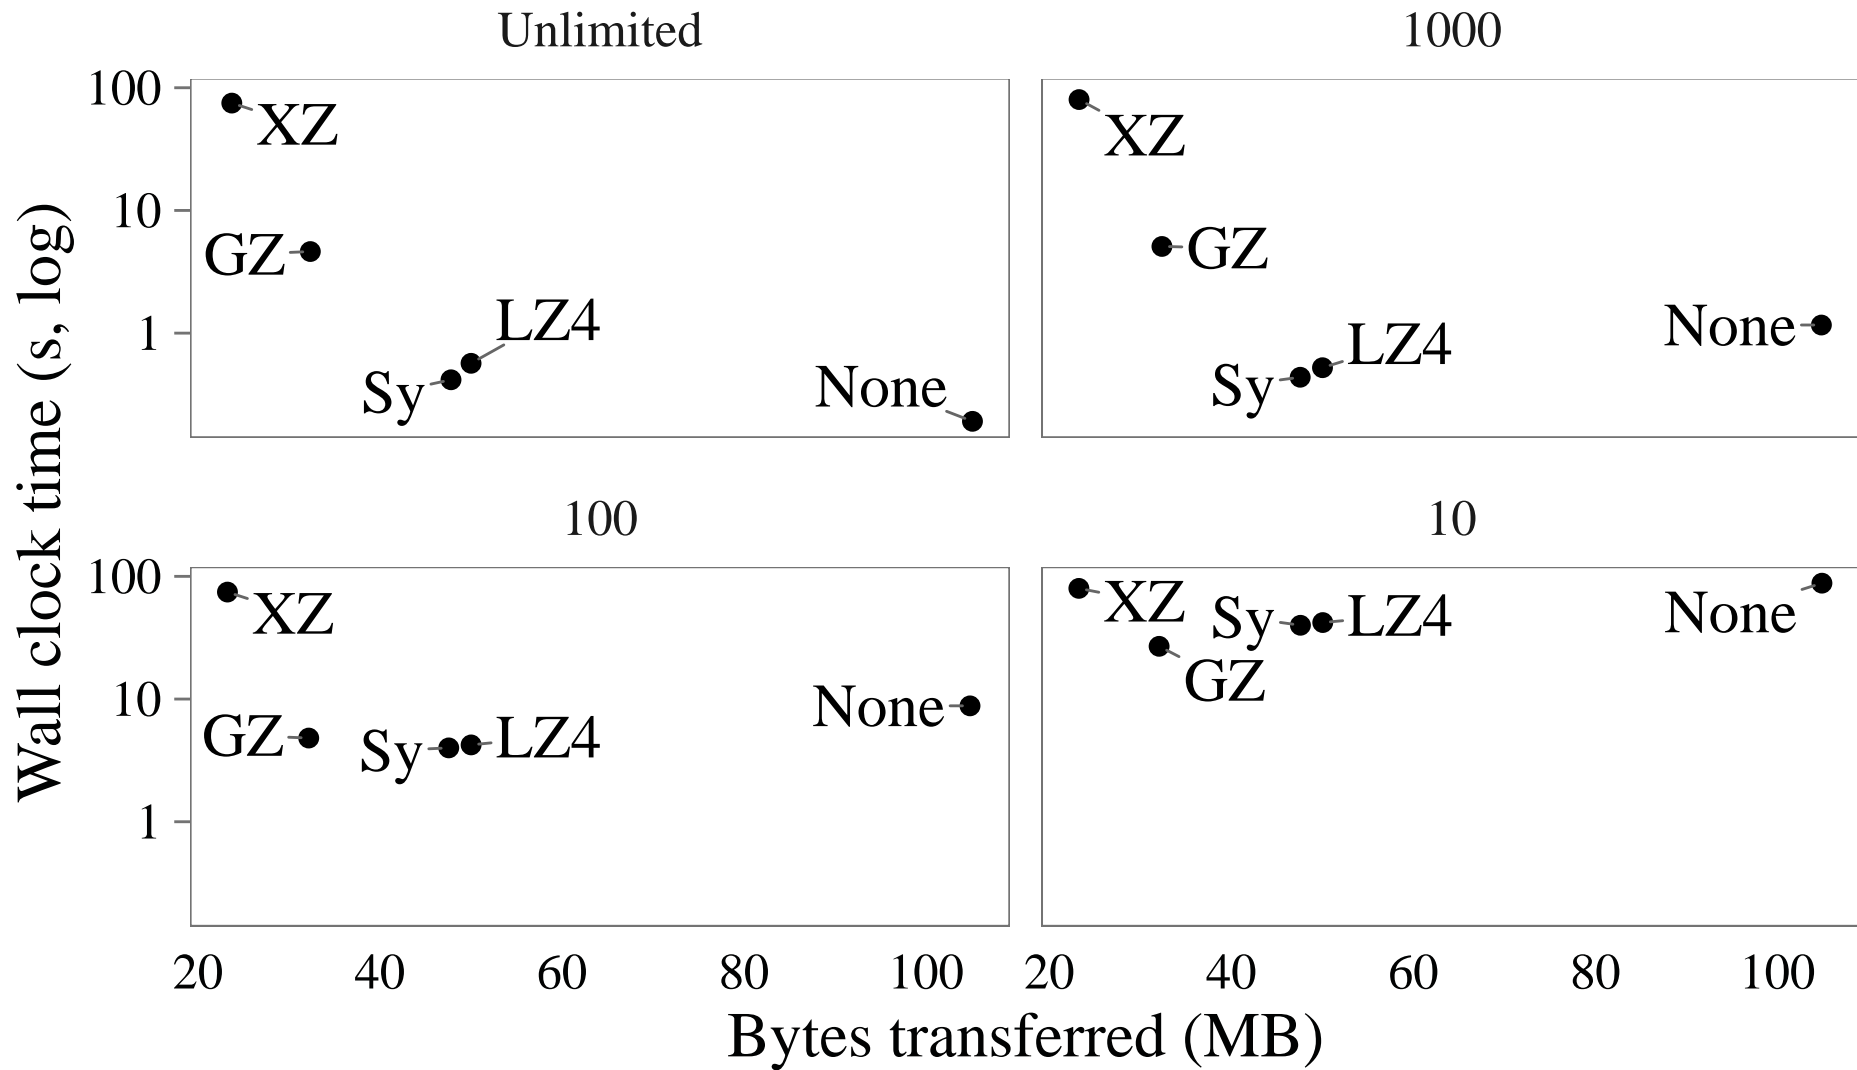 Unlimited
1000
Wall clock time (s, log)
100
10
1
XZ
GZ
LZ4
Sy
None
XZ
GZ
LZ4
Sy
None
100
10
100
10
1
XZ
GZ
Sy
LZ4
None
XZ
Sy
LZ4
None
GZ
20 40 60 80 100 20 40 60 80 100
Bytes transferred (MB)